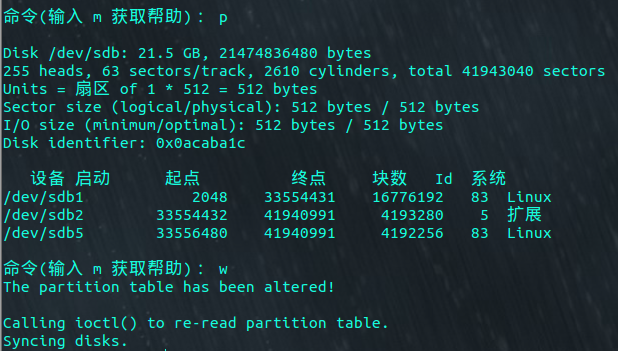 命令(输入 m 获取帮助)： p
Disk /dev/sdb: 21.5 GB, 21474836480 bytes
255 heads, 63 sectors/track, 2610 cylinders, total 41943040 sectors
Units = 扇区 of 1 * 512 = 512 bytes
Sector size (logical/physical): 512 bytes / 512 bytes
I/O size (minimum/optimal): 512 bytes / 512 bytes
Disk identifier: 0x0acaba1c
设备 启动 起点 终点 块数 Id 系统
/dev/sdb1 2048 33554431 16776192 83 Linux
/dev/sdb2 33554432 41940991 4193280 5 扩展
/dev/sdb5 33556480 41940991 4192256 83 Linux
命令(输入 m 获取帮助)： w
The partition table has been altered!
Calling ioctl() to re-read partition table.
Syncing disks.